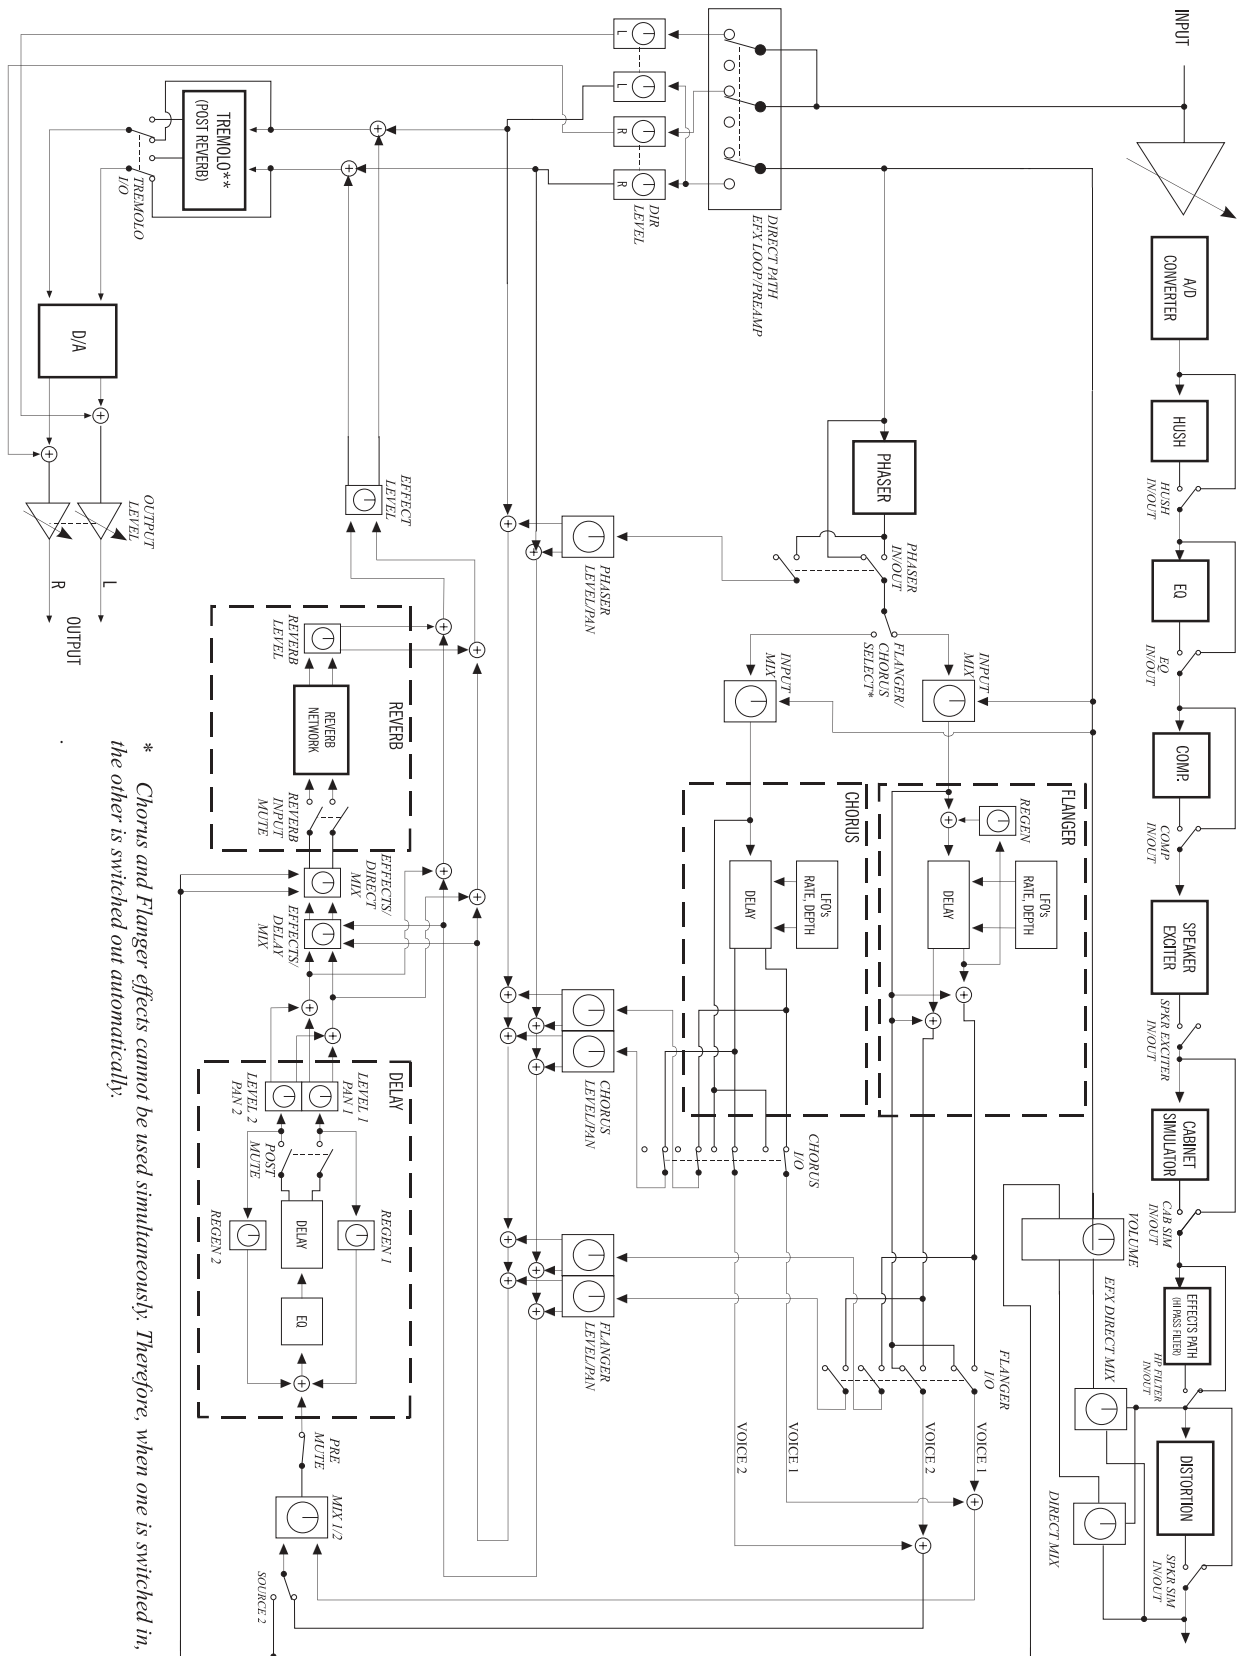 INPUT
A/D
CONVERTER
HUSH
HUSH
IN/OUT
EQ
EQ
IN/OUT
COMP.
COMP
IN/OUT
SPEAKER
EXCITER
SPKR EXCITER
IN/OUT
CABINET
SIMULATOR
CAB SIM
IN/OUT
EFFECTS PATH
(HI PASS FILTER)
HP FILTER
IN/OUT
DISTORTION
SPKR SIM
IN/OUT
VOLUME
EFX DIRECT MIX
DIRECT MIX
DIRECT PATH
EFX LOOP/PREAMP
PHASER
PHASER
IN/OUT
FLANGER/
CHORUS
SELECT*
INPUT
MIX
INPUT
MIX
FLANGER
REGEN
LFO's
RATE, DEPTH
DELAY
CHORUS
LFO's
RATE, DEPTH
DELAY
CHORUS
I/O
FLANGER
I/O
VOICE 1
VOICE 2
VOICE 1
VOICE 2
L
L
R
R
DIR
LEVEL
PHASER
LEVEL/PAN
CHORUS
LEVEL/PAN
FLANGER
LEVEL/PAN
TREMOLO**
(POST REVERB)
TREMOLO
I/O
D/A
OUTPUT
LEVEL
L
R
OUTPUT
EFFECT
LEVEL
REVERB
REVERB
LEVEL
REVERB
NETWORK
REVERB
INPUT
MUTE
EFFECTS/
DIRECT
MIX
EFFECTS/
DELAY
MIX
DELAY
LEVEL 1
PAN 1
LEVEL 2
PAN 2
POST
MUTE
DELAY
REGEN 1
REGEN 2
EQ
PRE
MUTE
MIX 1/2
SOURCE 2
* Chorus and Flanger effects cannot be used simultaneously. Therefore, when one is switched in,
the other is switched out automatically.
.